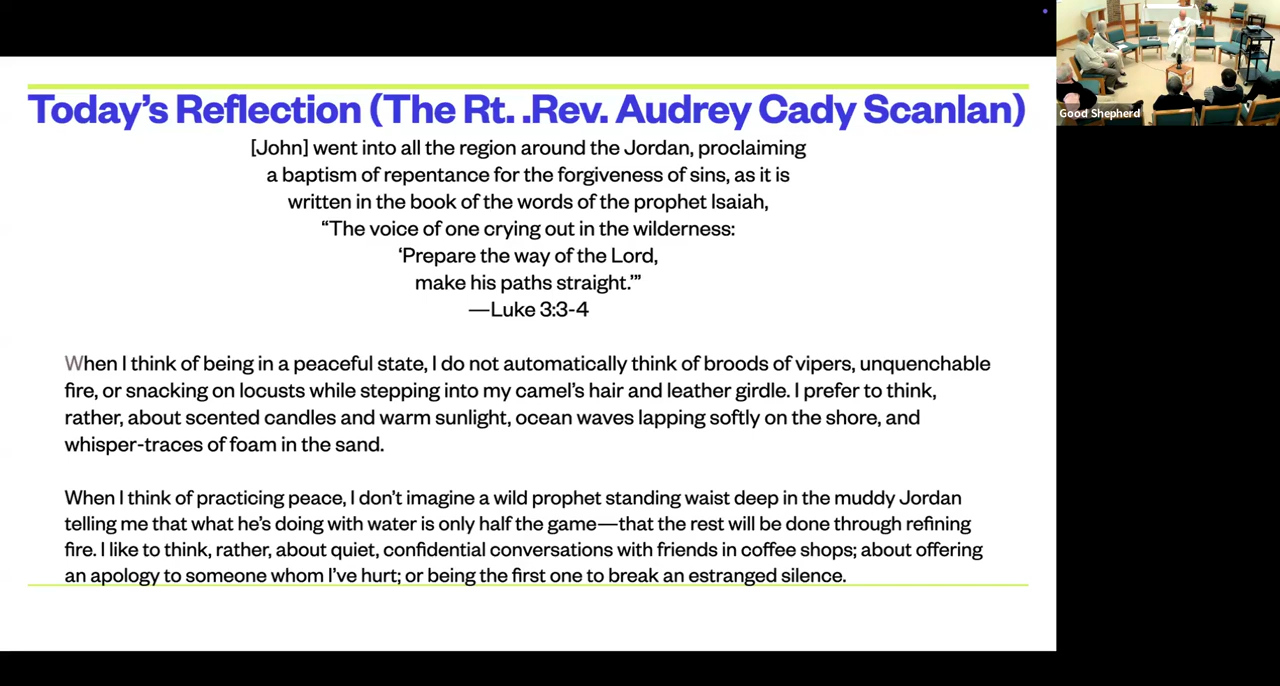 Today's Reflection (The Rt. .Rev. Audrey Cady Scanlan)
[John] went into all the region around the Jordan, proclaiming
a baptism of repentance for the forgiveness of sins, as it is
written in the book of the words of the prophet Isaiah,
“The voice of one crying out in the wilderness:
‘Prepare the way of the Lord,
make his paths straight.’”
—Luke 3:3-4
When I think of being in a peaceful state, I do not automatically think of broods of vipers, unquenchable
fire, or snacking on locusts while stepping into my camel’s hair and leather girdle. I prefer to think,
rather, about scented candles and warm sunlight, ocean waves lapping softly on the shore, and
whisper-traces of foam in the sand.
When I think of practicing peace, I don’t imagine a wild prophet standing waist deep in the muddy Jordan
telling me that what he’s doing with water is only half the game—that the rest will be done through refining
fire. I like to think, rather, about quiet, confidential conversations with friends in coffee shops; about offering
an apology to someone whom I’ve hurt; or being the first one to break an estranged silence.
Good Shepherd